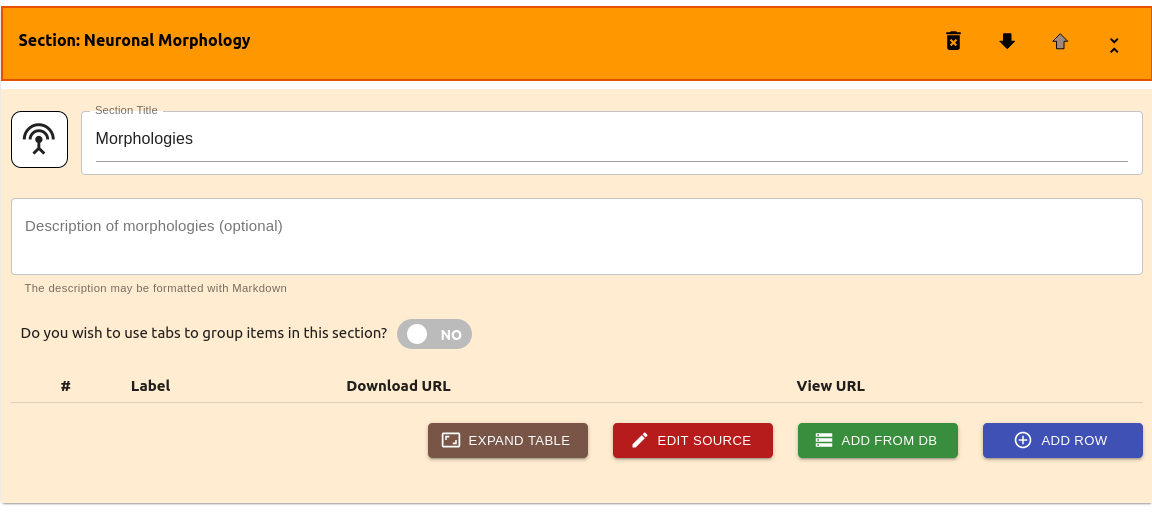 Section: Neuronal Morphology
Section Title
Morphologies
Description of morphologies (optional)
The description may be formatted with Markdown
Do you wish to use tabs to group items in this section? NO
# Label Download URL View URL
EXPAND TABLE EDIT SOURCE ADD FROM DB ADD ROW